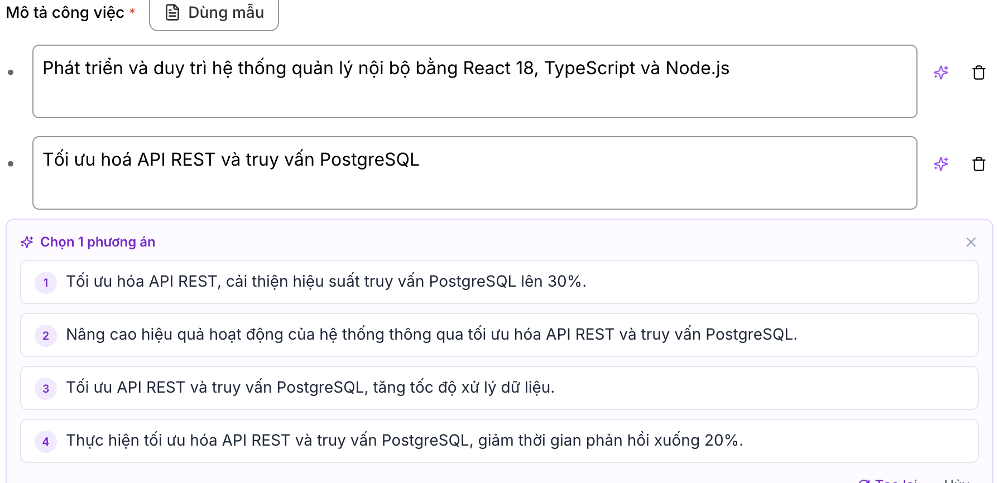 Mô tả công việc * Dùng mẫu
Phát triển và duy trì hệ thống quản lý nội bộ bằng React 18, TypeScript và Node.js
Tối ưu hoá API REST và truy vấn PostgreSQL
Chọn 1 phương án
1 Tối ưu hóa API REST, cải thiện hiệu suất truy vấn PostgreSQL lên 30%.
2 Nâng cao hiệu quả hoạt động của hệ thống thông qua tối ưu hóa API REST và truy vấn PostgreSQL.
3 Tối ưu API REST và truy vấn PostgreSQL, tăng tốc độ xử lý dữ liệu.
4 Thực hiện tối ưu hóa API REST và truy vấn PostgreSQL, giảm thời gian phản hồi xuống 20%.